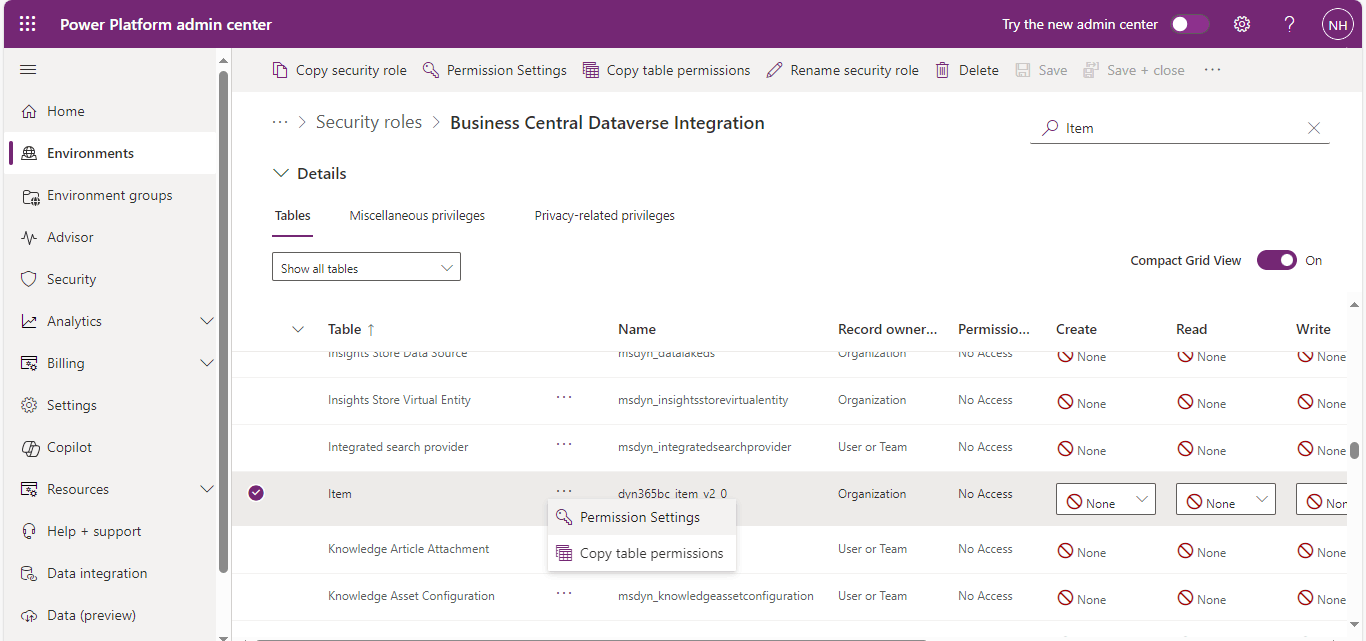 Power Platform admin center
Try the new admin center
NH
Copy security role
Permission Settings
Copy table permissions
Rename security role
Delete
Save
Save + close
...
Home
Environments
Environment groups
Advisor
Security
Analytics
Billing
Settings
Copilot
Resources
Help + support
Data integration
Data (preview)
... > Security roles > Business Central Dataverse Integration
Item
Details
Tables Miscellaneous privileges Privacy-related privileges
Show all tables
Compact Grid View On
Table ↑ Name Record owner... Permissio... Create Read Write
Insights Store Data Source msdyn_datalakeds Organization No Access None None None
Insights Store Virtual Entity ... msdyn_insightsstorevirtualentity Organization No Access None None None
Integrated search provider ... msdyn_integratedsearchprovider User or Team No Access None None None
Item ... dyn365bc_item_v2_0 Organization No Access None None Non
Permission Settings
Copy table permissions
Knowledge Article Attachment User or Team No Access None None None
Knowledge Asset Configuration ... msdyn_knowledgeassetconfiguration User or Team No Access None None None